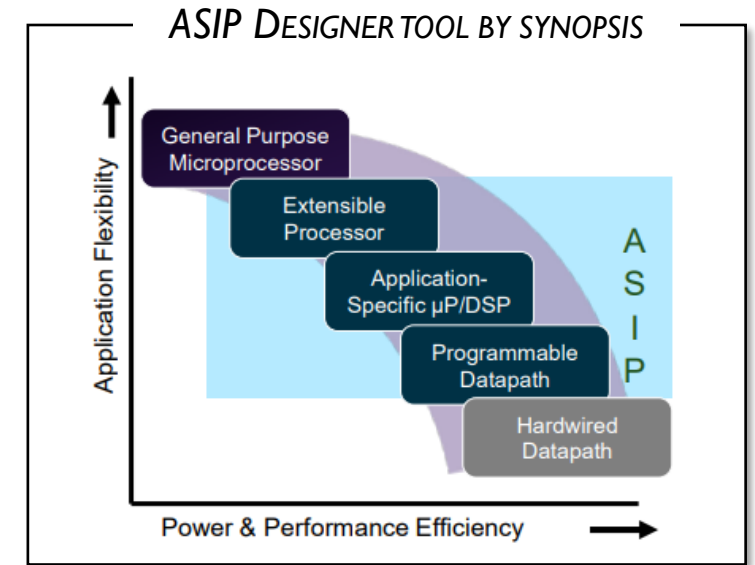 ASIP DESIGNER TOOL BY SYNOPSIS
General Purpose
Microprocessor
Extensible
Processor
Application-
Specific µP/DSP
Programmable
Datapath
Hardwired
Datapath
A
S
I
P
Application Flexibility
Power & Performance Efficiency